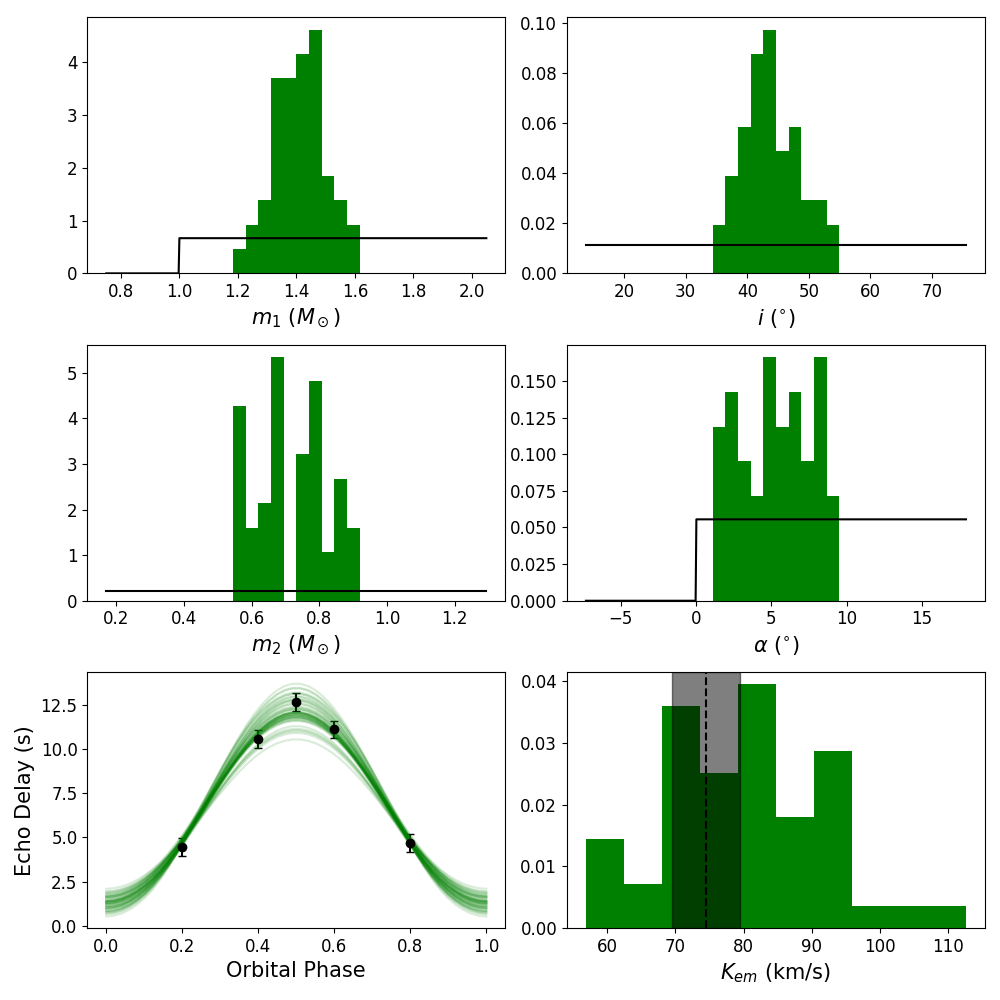 4
3
2
1
0
0.8 1.0 1.2 1.4 1.6 1.8 2.0
m₁ (M⊙)
0.10
0.08
0.06
0.04
0.02
0.00
20 30 40 50 60 70
i (°)
5
4
3
2
1
0
0.2 0.4 0.6 0.8 1.0 1.2
m₂ (M⊙)
0.150
0.125
0.100
0.075
0.050
0.025
0.000
−5 0 5 10 15
α (°)
Echo Delay (s)
12.5
10.0
7.5
5.0
2.5
0.0
0.0 0.2 0.4 0.6 0.8 1.0
Orbital Phase
0.04
0.03
0.02
0.01
0.00
60 70 80 90 100 110
Kₑₘ (km/s)